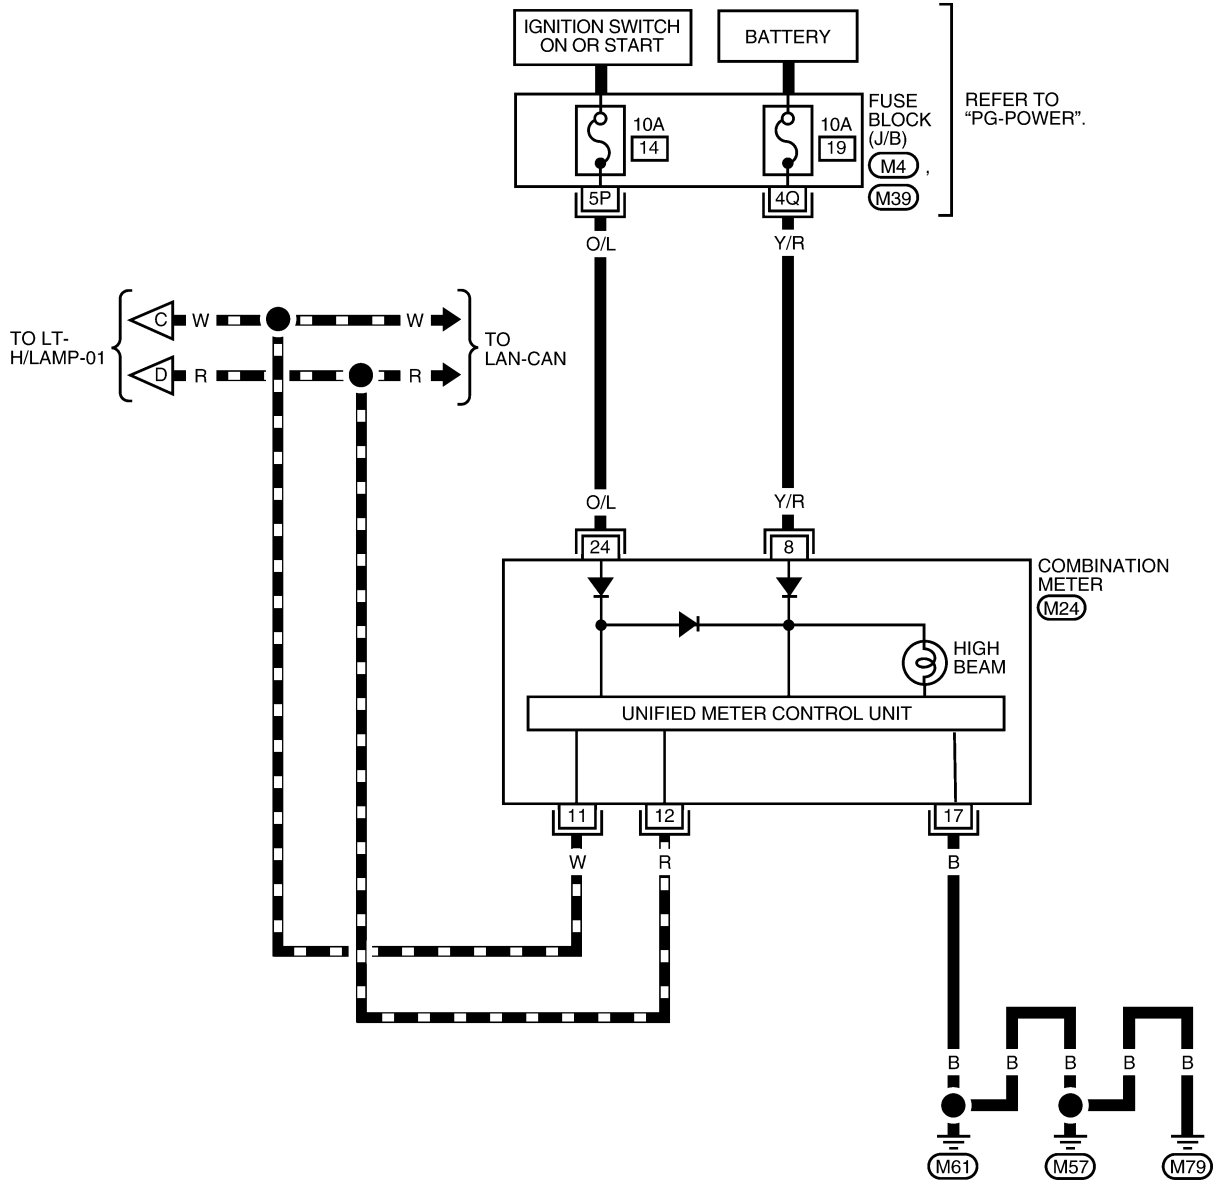 IGNITION SWITCH
ON OR START
BATTERY
10A
14
10A
19
FUSE
BLOCK
(J/B)
M4 ,
M39
REFER TO
“PG-POWER”.
5P
4Q
O/L
Y/R
TO LT-
H/LAMP-01
C
W
W
D
R
R
TO
LAN-CAN
O/L
Y/R
24
8
COMBINATION
METER
M24
HIGH
BEAM
UNIFIED METER CONTROL UNIT
11
12
17
W
R
B
B
B
B
B
B
M61
M57
M79